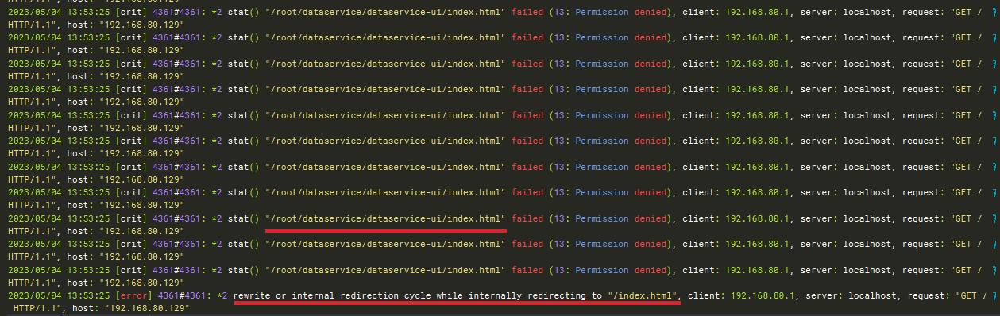 HTTP/1.1", host: "192.168.80.129"
2023/05/04 13:53:25 [crit] 4361#4361: *2 stat() "/root/dataservice/dataservice-ui/index.html" failed (13: Permission denied), client: 192.168.80.1, server: localhost, request: "GET /
HTTP/1.1", host: "192.168.80.129"
2023/05/04 13:53:25 [crit] 4361#4361: *2 stat() "/root/dataservice/dataservice-ui/index.html" failed (13: Permission denied), client: 192.168.80.1, server: localhost, request: "GET /
HTTP/1.1", host: "192.168.80.129"
2023/05/04 13:53:25 [crit] 4361#4361: *2 stat() "/root/dataservice/dataservice-ui/index.html" failed (13: Permission denied), client: 192.168.80.1, server: localhost, request: "GET /
HTTP/1.1", host: "192.168.80.129"
2023/05/04 13:53:25 [crit] 4361#4361: *2 stat() "/root/dataservice/dataservice-ui/index.html" failed (13: Permission denied), client: 192.168.80.1, server: localhost, request: "GET /
HTTP/1.1", host: "192.168.80.129"
2023/05/04 13:53:25 [crit] 4361#4361: *2 stat() "/root/dataservice/dataservice-ui/index.html" failed (13: Permission denied), client: 192.168.80.1, server: localhost, request: "GET /
HTTP/1.1", host: "192.168.80.129"
2023/05/04 13:53:25 [crit] 4361#4361: *2 stat() "/root/dataservice/dataservice-ui/index.html" failed (13: Permission denied), client: 192.168.80.1, server: localhost, request: "GET /
HTTP/1.1", host: "192.168.80.129"
2023/05/04 13:53:25 [crit] 4361#4361: *2 stat() "/root/dataservice/dataservice-ui/index.html" failed (13: Permission denied), client: 192.168.80.1, server: localhost, request: "GET /
HTTP/1.1", host: "192.168.80.129"
2023/05/04 13:53:25 [crit] 4361#4361: *2 stat() "/root/dataservice/dataservice-ui/index.html" failed (13: Permission denied), client: 192.168.80.1, server: localhost, request: "GET /
HTTP/1.1", host: "192.168.80.129"
2023/05/04 13:53:25 [crit] 4361#4361: *2 stat() "/root/dataservice/dataservice-ui/index.html" failed (13: Permission denied), client: 192.168.80.1, server: localhost, request: "GET /
HTTP/1.1", host: "192.168.80.129"
2023/05/04 13:53:25 [crit] 4361#4361: *2 stat() "/root/dataservice/dataservice-ui/index.html" failed (13: Permission denied), client: 192.168.80.1, server: localhost, request: "GET /
HTTP/1.1", host: "192.168.80.129"
2023/05/04 13:53:25 [crit] 4361#4361: *2 stat() "/root/dataservice/dataservice-ui/index.html" failed (13: Permission denied), client: 192.168.80.1, server: localhost, request: "GET /
HTTP/1.1", host: "192.168.80.129"
2023/05/04 13:53:25 [error] 4361#4361: *2 rewrite or internal redirection cycle while internally redirecting to "/index.html", client: 192.168.80.1, server: localhost, request: "GET /
HTTP/1.1", host: "192.168.80.129"